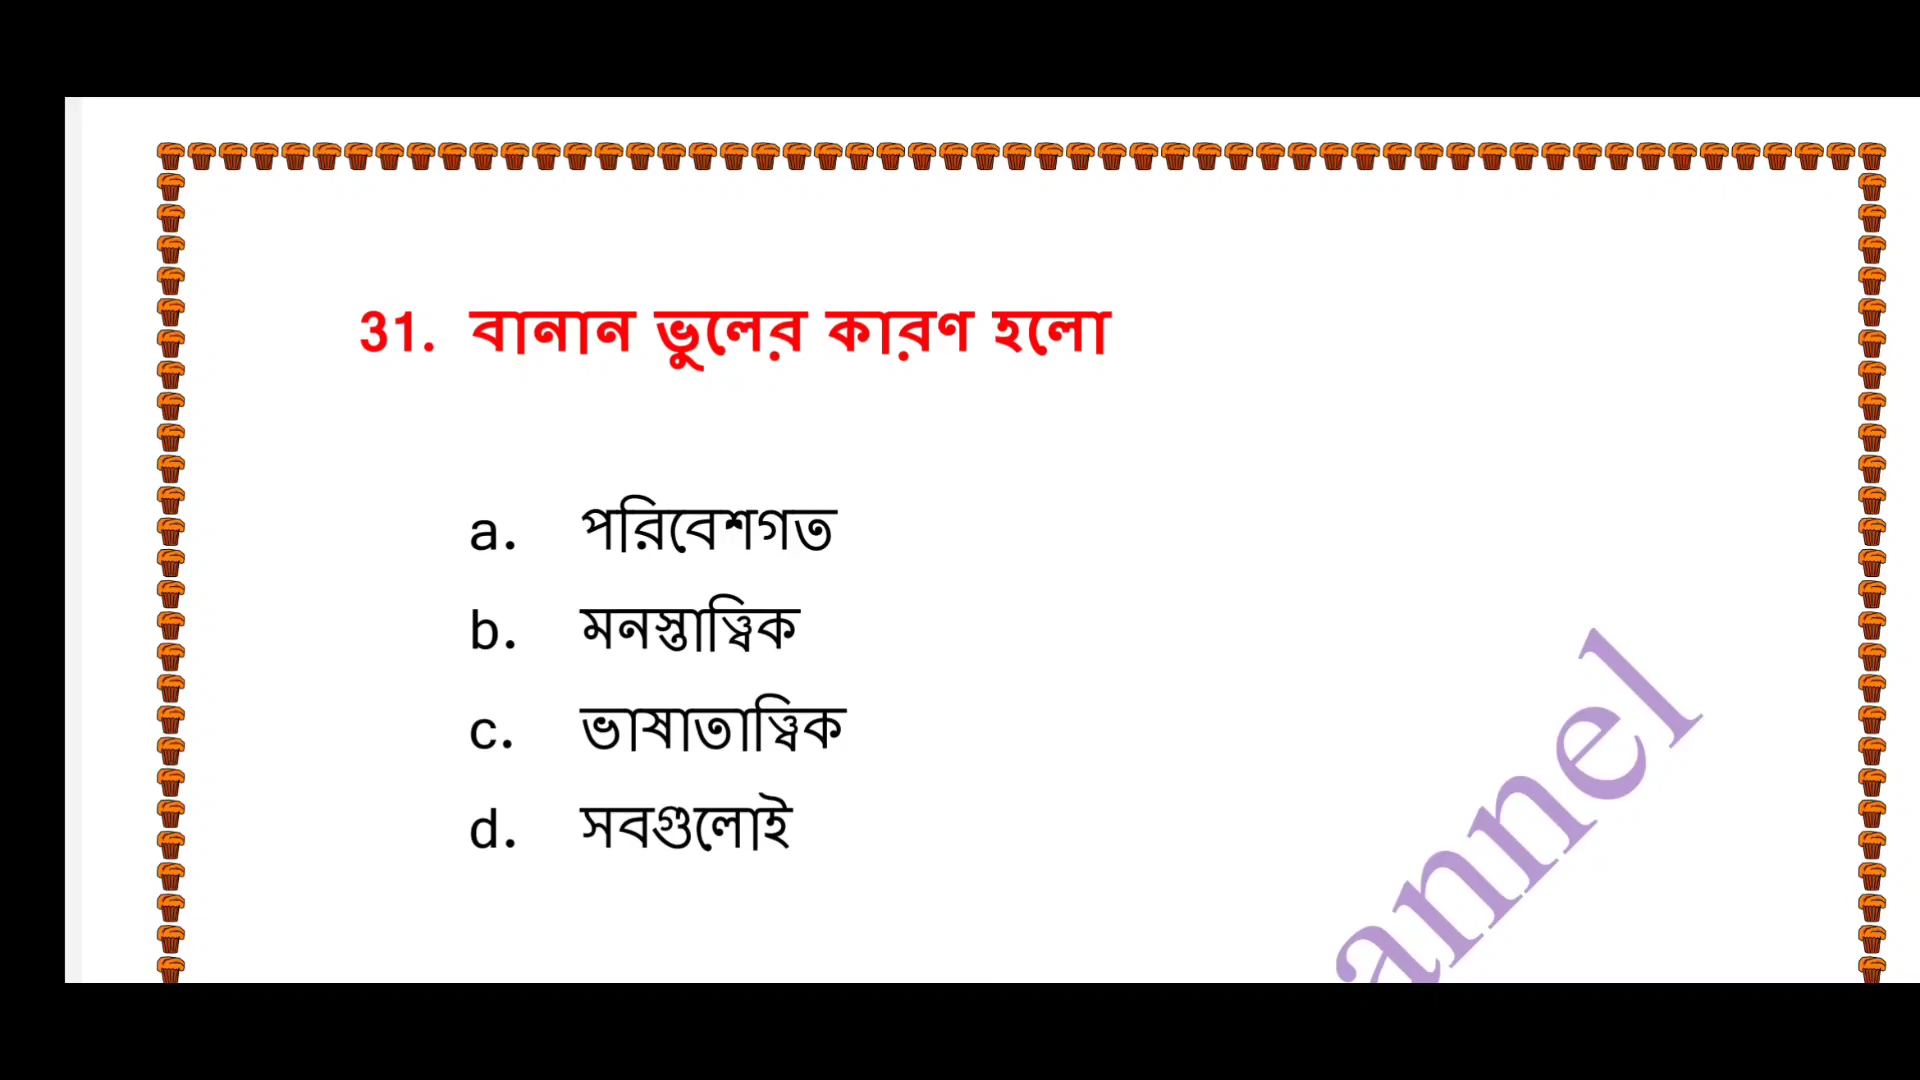 31. বানান ভুলের কারণ হলো
a. পরিবেশগত
b. মনস্তাত্ত্বিক
c. ভাষাতাত্ত্বিক
d. সবগুলোই
annel